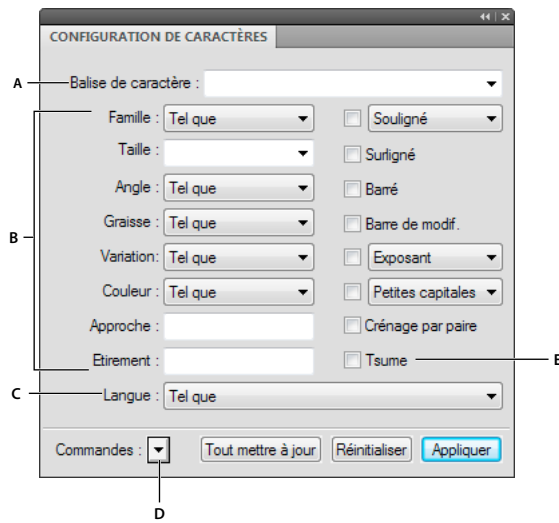 CONFIGURATION DE CARACTÈRES
A
Balise de caractère :
Famille : Tel que Souligné
Taille : Surligné
Angle : Tel que Barré
Graisse : Tel que Barre de modif.
B
Variation: Tel que Exposant
Couleur : Tel que Petites capitales
Approche : Crénage par paire
Etirement : Tsume E
C Langue : Tel que
Commandes : Tout mettre à jour Réinitialiser Appliquer
D